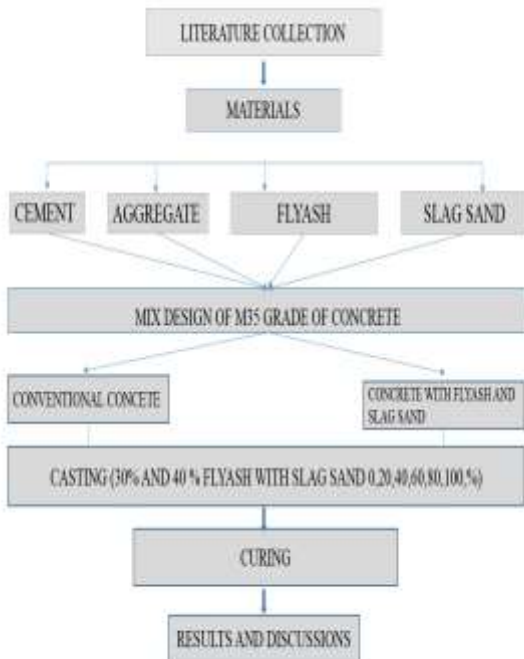 LITERATURE COLLECTION
MATERIALS
CEMENT
AGGREGATE
FLYASH
SLAG SAND
MIX DESIGN OF M35 GRADE OF CONCRETE
CONVENTIONAL CONCETE
CONCRETE WITH FLYASH AND
SLAG SAND
CASTING (30% AND 40 % FLYASH WITH SLAG SAND 0,20,40,60,80,100,%)
CURING
RESULTS AND DISCUSSIONS